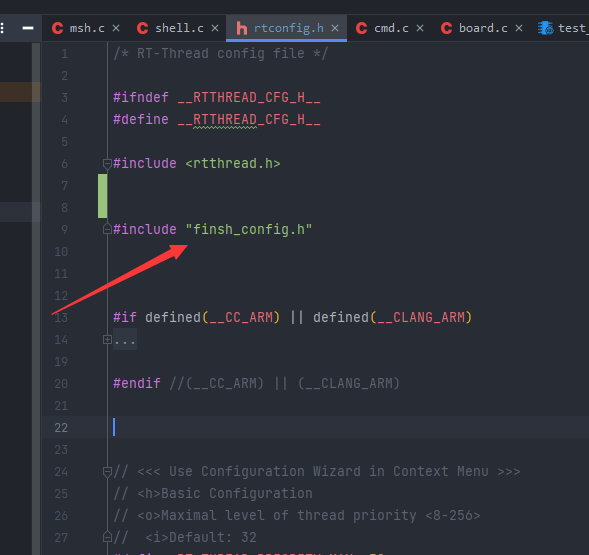 msh.c × shell.c × rtconfig.h × cmd.c × board.c × test_
1 /* RT-Thread config file */
2
3 #ifndef __RTTHREAD_CFG_H__
4 #define __RTTHREAD_CFG_H__
5
6 #include <rtthread.h>
7
8
9 #include "finsh_config.h"
10
11
12
13 #if defined(__CC_ARM) || defined(__CLANG_ARM)
14 ...
19
20 #endif //(__CC_ARM) || (__CLANG_ARM)
21
22
23
24 // <<< Use Configuration Wizard in Context Menu >>>
25 // <h>Basic Configuration
26 // <o>Maximal level of thread priority <8-256>
27 //  <i>Default: 32